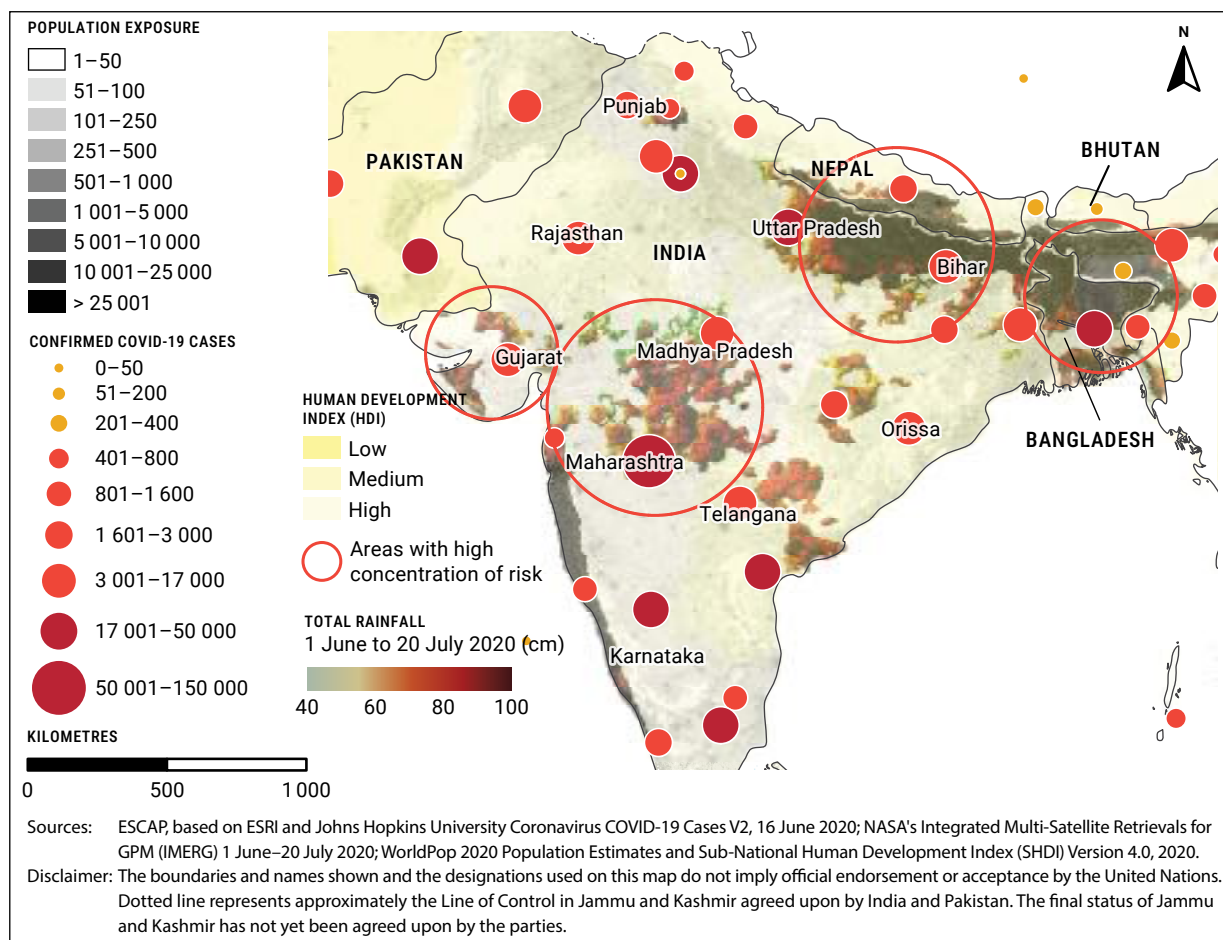 POPULATION EXPOSURE
1–50
51–100
101–250
251–500
501–1 000
1 001–5 000
5 001–10 000
10 001–25 000
> 25 001
CONFIRMED COVID-19 CASES
0–50
51–200
201–400
401–800
801–1 600
1 601–3 000
3 001–17 000
17 001–50 000
50 001–150 000
KILOMETRES
0 500 1 000
HUMAN DEVELOPMENT
INDEX (HDI)
Low
Medium
High
Areas with high
concentration of risk
TOTAL RAINFALL
1 June to 20 July 2020 (cm)
40 60 80 100
N
Punjab
PAKISTAN
NEPAL
BHUTAN
Rajasthan
INDIA
Uttar Pradesh
Bihar
Gujarat
Madhya Pradesh
Orissa
BANGLADESH
Maharashtra
Telangana
Karnataka
Sources: ESCAP, based on ESRI and Johns Hopkins University Coronavirus COVID-19 Cases V2, 16 June 2020; NASA's Integrated Multi-Satellite Retrievals for
GPM (IMERG) 1 June–20 July 2020; WorldPop 2020 Population Estimates and Sub-National Human Development Index (SHDI) Version 4.0, 2020.
Disclaimer: The boundaries and names shown and the designations used on this map do not imply official endorsement or acceptance by the United Nations.
Dotted line represents approximately the Line of Control in Jammu and Kashmir agreed upon by India and Pakistan. The final status of Jammu
and Kashmir has not yet been agreed upon by the parties.